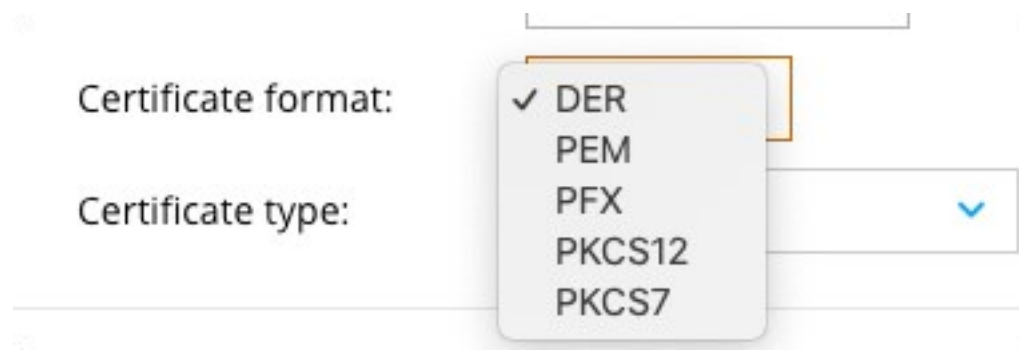 Certificate format:
✓ DER
PEM
PFX
PKCS12
PKCS7
Certificate type: